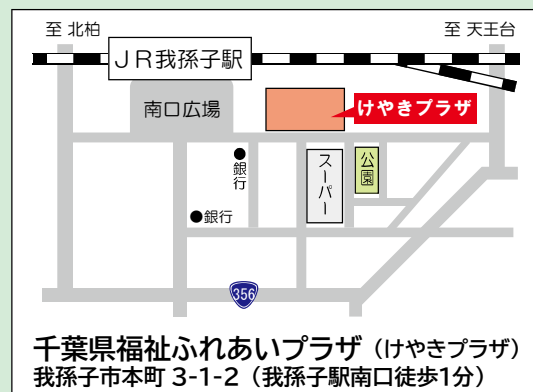 至 北柏
至 天王台
ＪＲ我孫子駅
南口広場
けやきプラザ
●銀行
スーパー
公園
●銀行
356
千葉県福祉ふれあいプラザ（けやきプラザ）
我孫子市本町 3-1-2（我孫子駅南口徒歩1分）